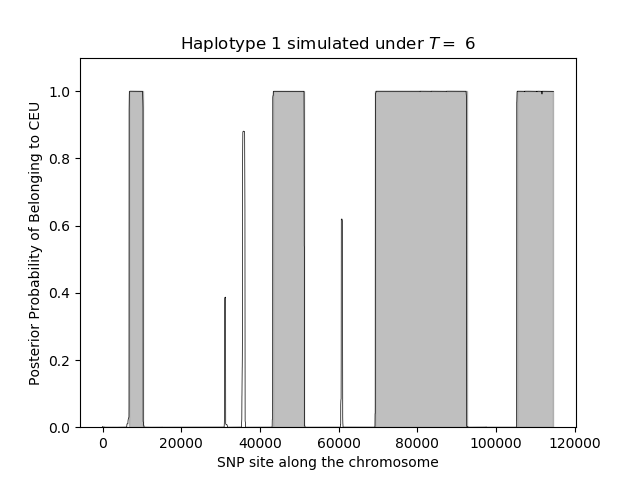 Haplotype 1 simulated under T = 6
Posterior Probability of Belonging to CEU
1.0
0.8
0.6
0.4
0.2
0.0
0 20000 40000 60000 80000 100000 120000
SNP site along the chromosome